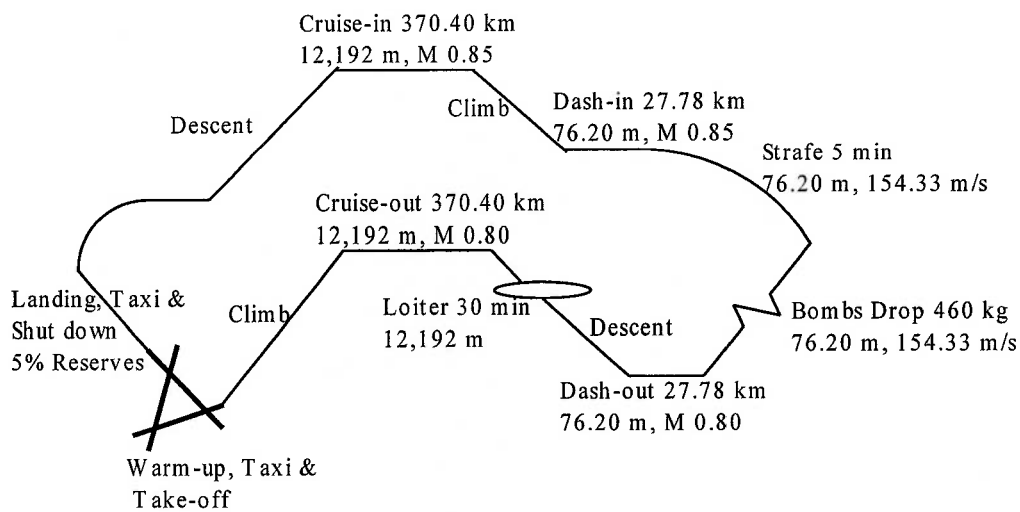 Cruise-in 370.40 km
12,192 m, M 0.85
Climb
Dash-in 27.78 km
76.20 m, M 0.85
Descent
Strafe 5 min
76.20 m, 154.33 m/s
Cruise-out 370.40 km
12,192 m, M 0.80
Landing, Taxi &
Shut down
5% Reserves
Climb
Loiter 30 min
12,192 m
Descent
Bombs Drop 460 kg
76.20 m, 154.33 m/s
Dash-out 27.78 km
76.20 m, M 0.80
Warm-up, Taxi &
Take-off